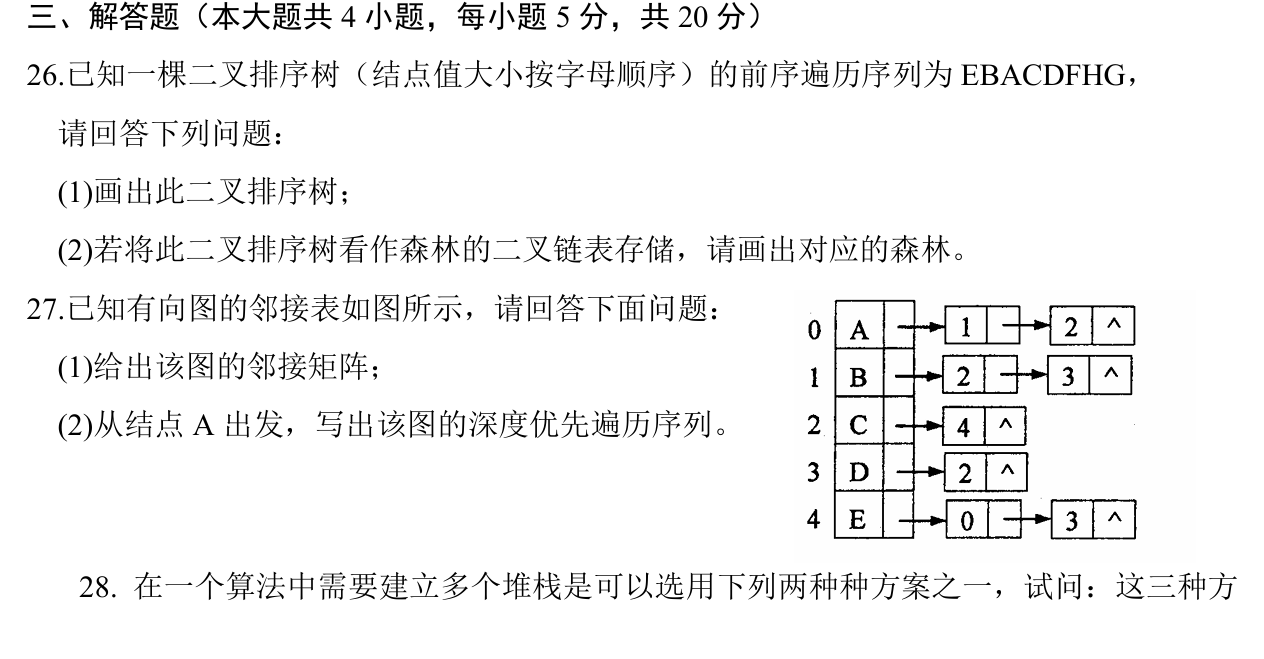 三、解答题（本大题共 4 小题，每小题 5 分，共 20 分）
26.已知一棵二叉排序树（结点值大小按字母顺序）的前序遍历序列为 EBACDFHG，
请回答下列问题：
(1)画出此二叉排序树；
(2)若将此二叉排序树看作森林的二叉链表存储，请画出对应的森林。
27.已知有向图的邻接表如图所示，请回答下面问题：
(1)给出该图的邻接矩阵；
(2)从结点 A 出发，写出该图的深度优先遍历序列。
0 A 1 2 ^
1 B 2 3 ^
2 C 4 ^
3 D 2 ^
4 E 0 3 ^
28. 在一个算法中需要建立多个堆栈是可以选用下列两种种方案之一，试问：这三种方